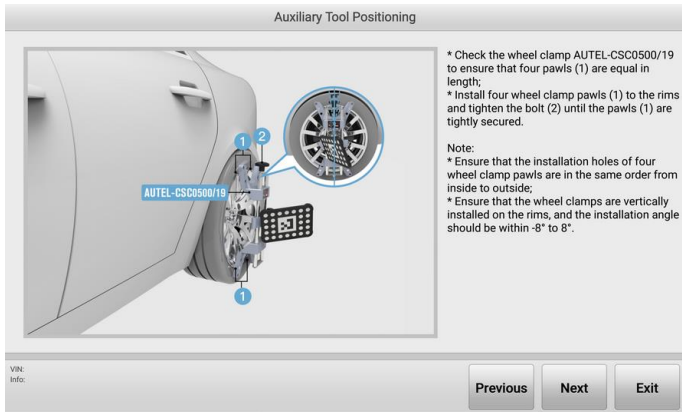 Auxiliary Tool Positioning
* Check the wheel clamp AUTEL-CSC0500/19
to ensure that four pawls (1) are equal in
length;
* Install four wheel clamp pawls (1) to the rims
and tighten the bolt (2) until the pawls (1) are
tightly secured.
Note:
* Ensure that the installation holes of four
wheel clamp pawls are in the same order from
inside to outside;
* Ensure that the wheel clamps are vertically
installed on the rims, and the installation angle
should be within -8° to 8°.
1 2
AUTEL-CSC0500/19
1
VIN:
Info:
Previous Next Exit